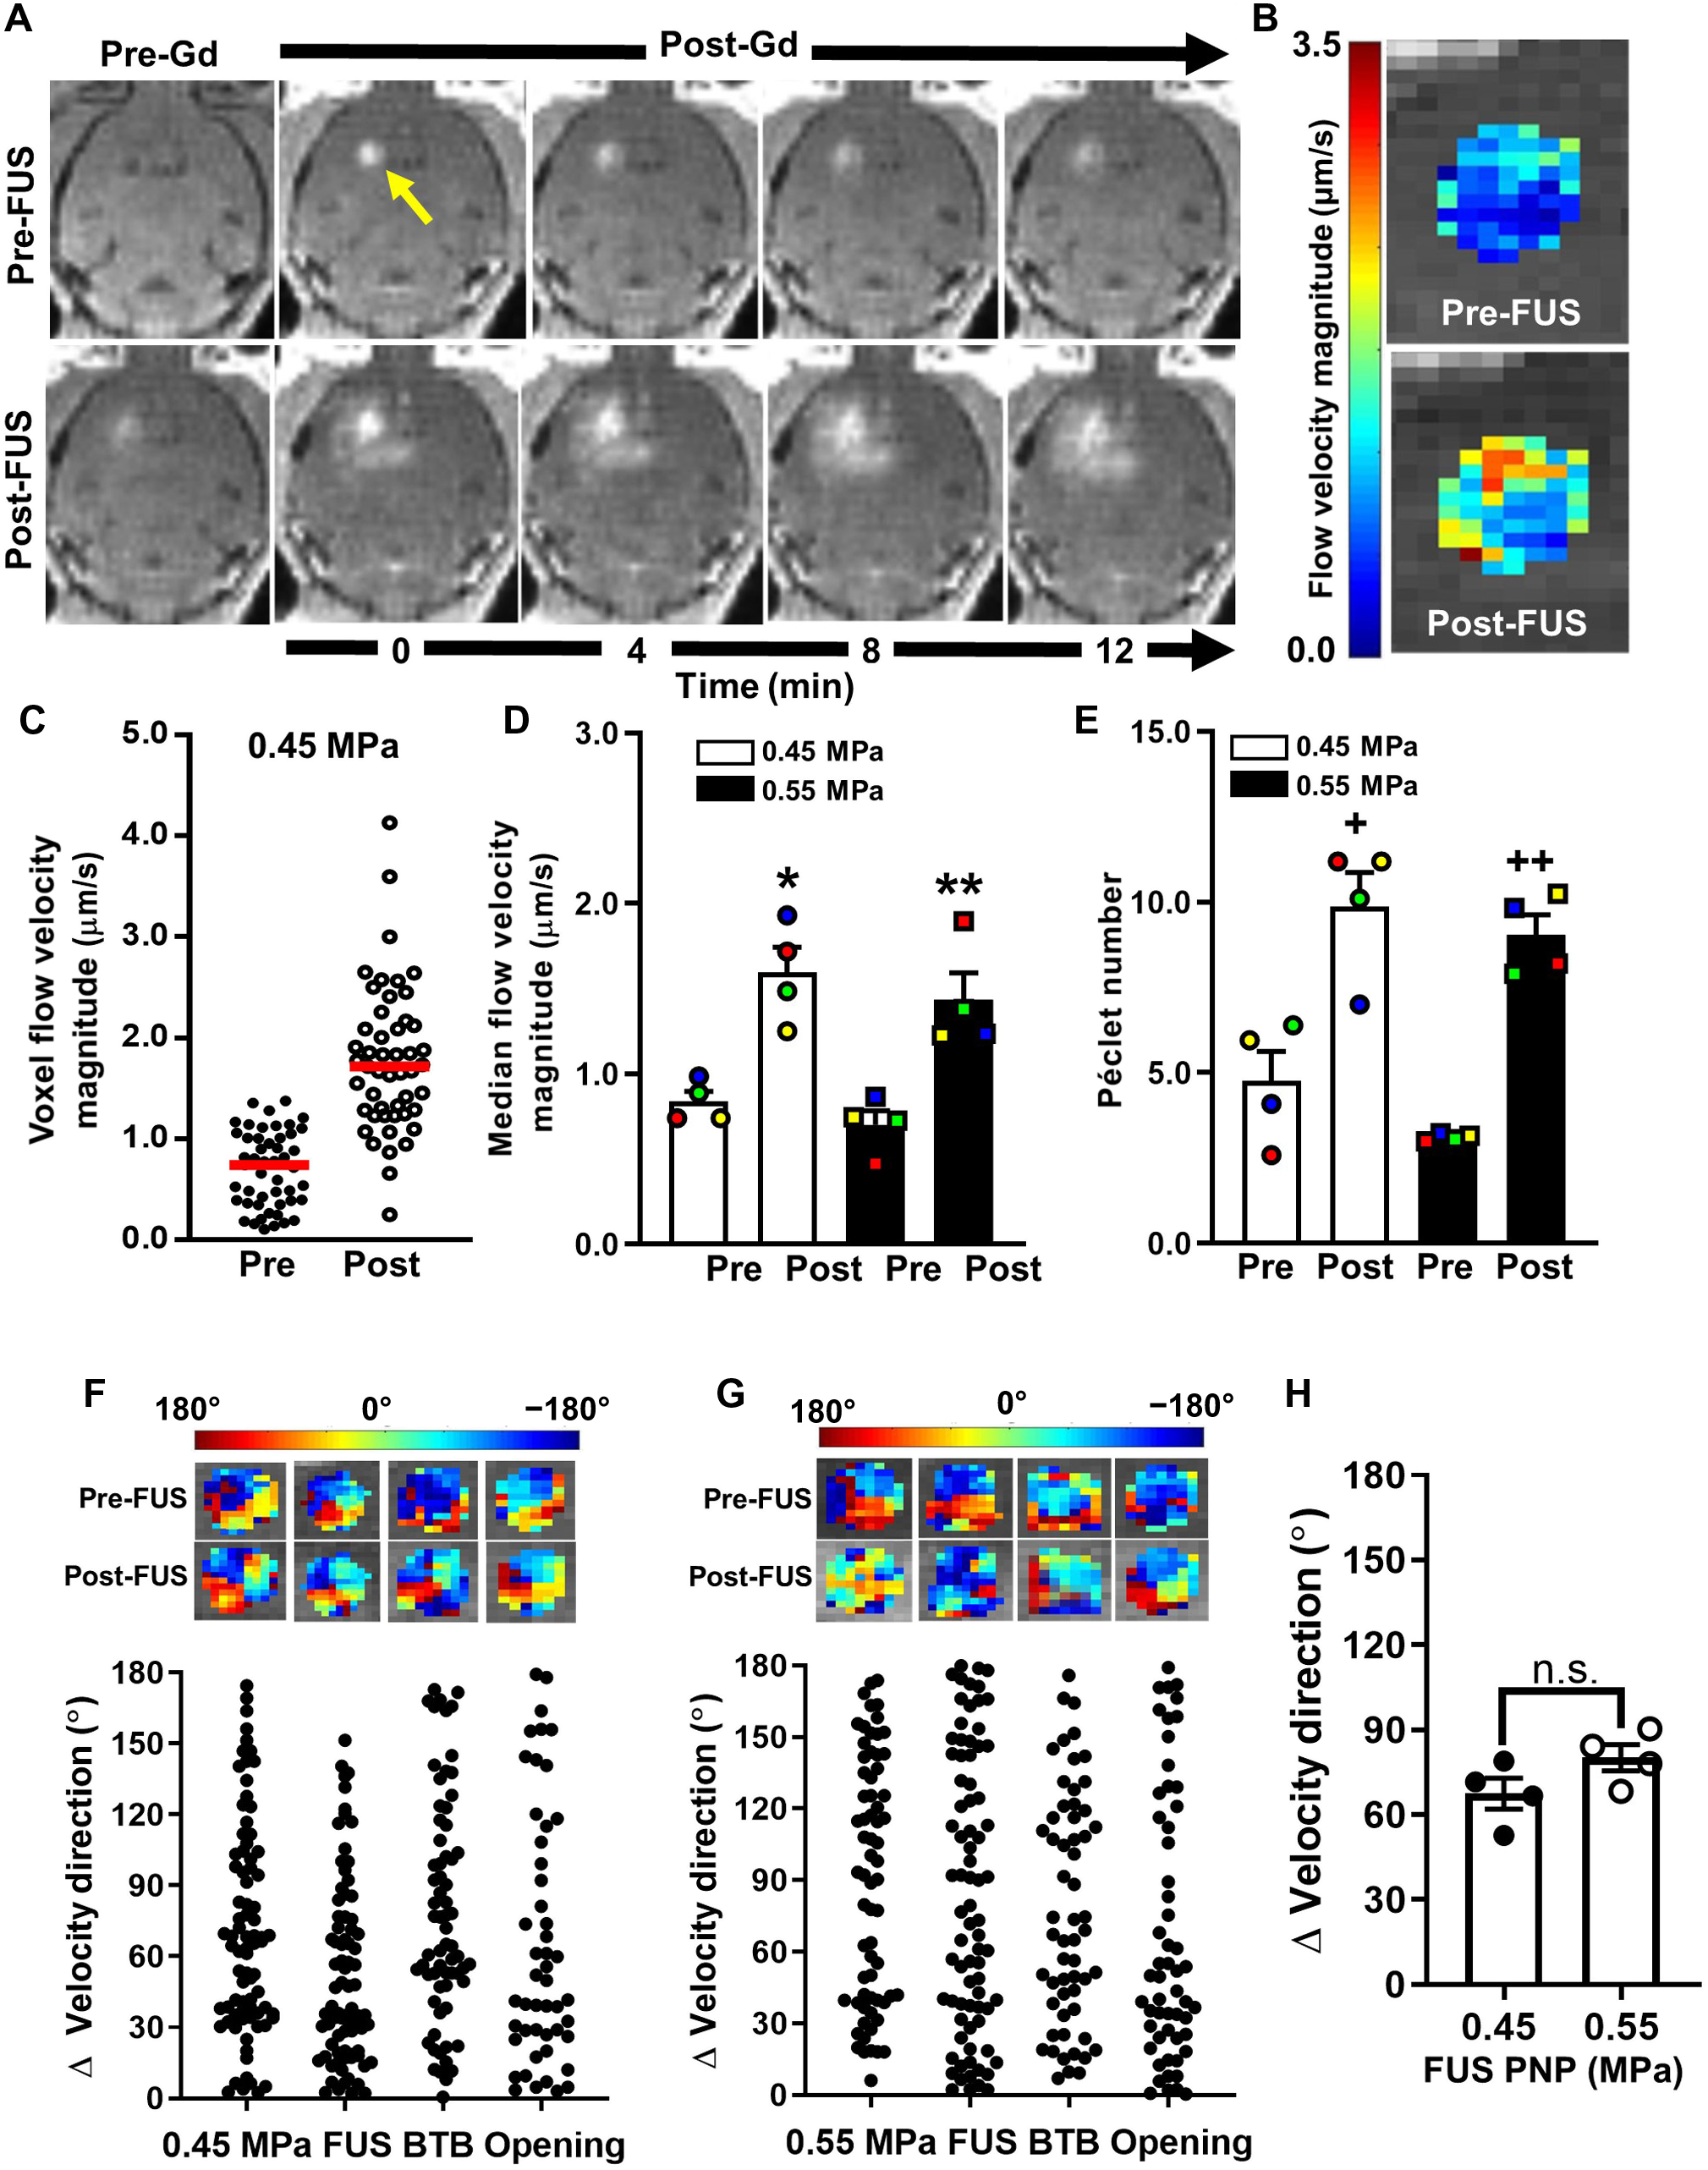 A
Pre-Gd
Post-Gd
Pre-FUS
Post-FUS
0
4
8
12
Time (min)
B
3.5
Flow velocity magnitude (μm/s)
0.0
Pre-FUS
Post-FUS
C
0.45 MPa
Voxel flow velocity
magnitude (μm/s)
5.0
4.0
3.0
2.0
1.0
0.0
Pre
Post
D
0.45 MPa
0.55 MPa
Median flow velocity
magnitude (μm/s)
3.0
2.0
1.0
0.0
*
**
Pre
Post
Pre
Post
E
0.45 MPa
0.55 MPa
Péclet number
15.0
10.0
5.0
0.0
+
++
Pre
Post
Pre
Post
F
180°
0°
−180°
Pre-FUS
Post-FUS
Δ Velocity direction (°)
180
150
120
90
60
30
0
0.45 MPa FUS BTB Opening
G
180°
0°
−180°
Pre-FUS
Post-FUS
Δ Velocity direction (°)
180
150
120
90
60
30
0
0.55 MPa FUS BTB Opening
H
Δ Velocity direction (°)
180
150
120
90
60
30
0
n.s.
0.45
0.55
FUS PNP (MPa)